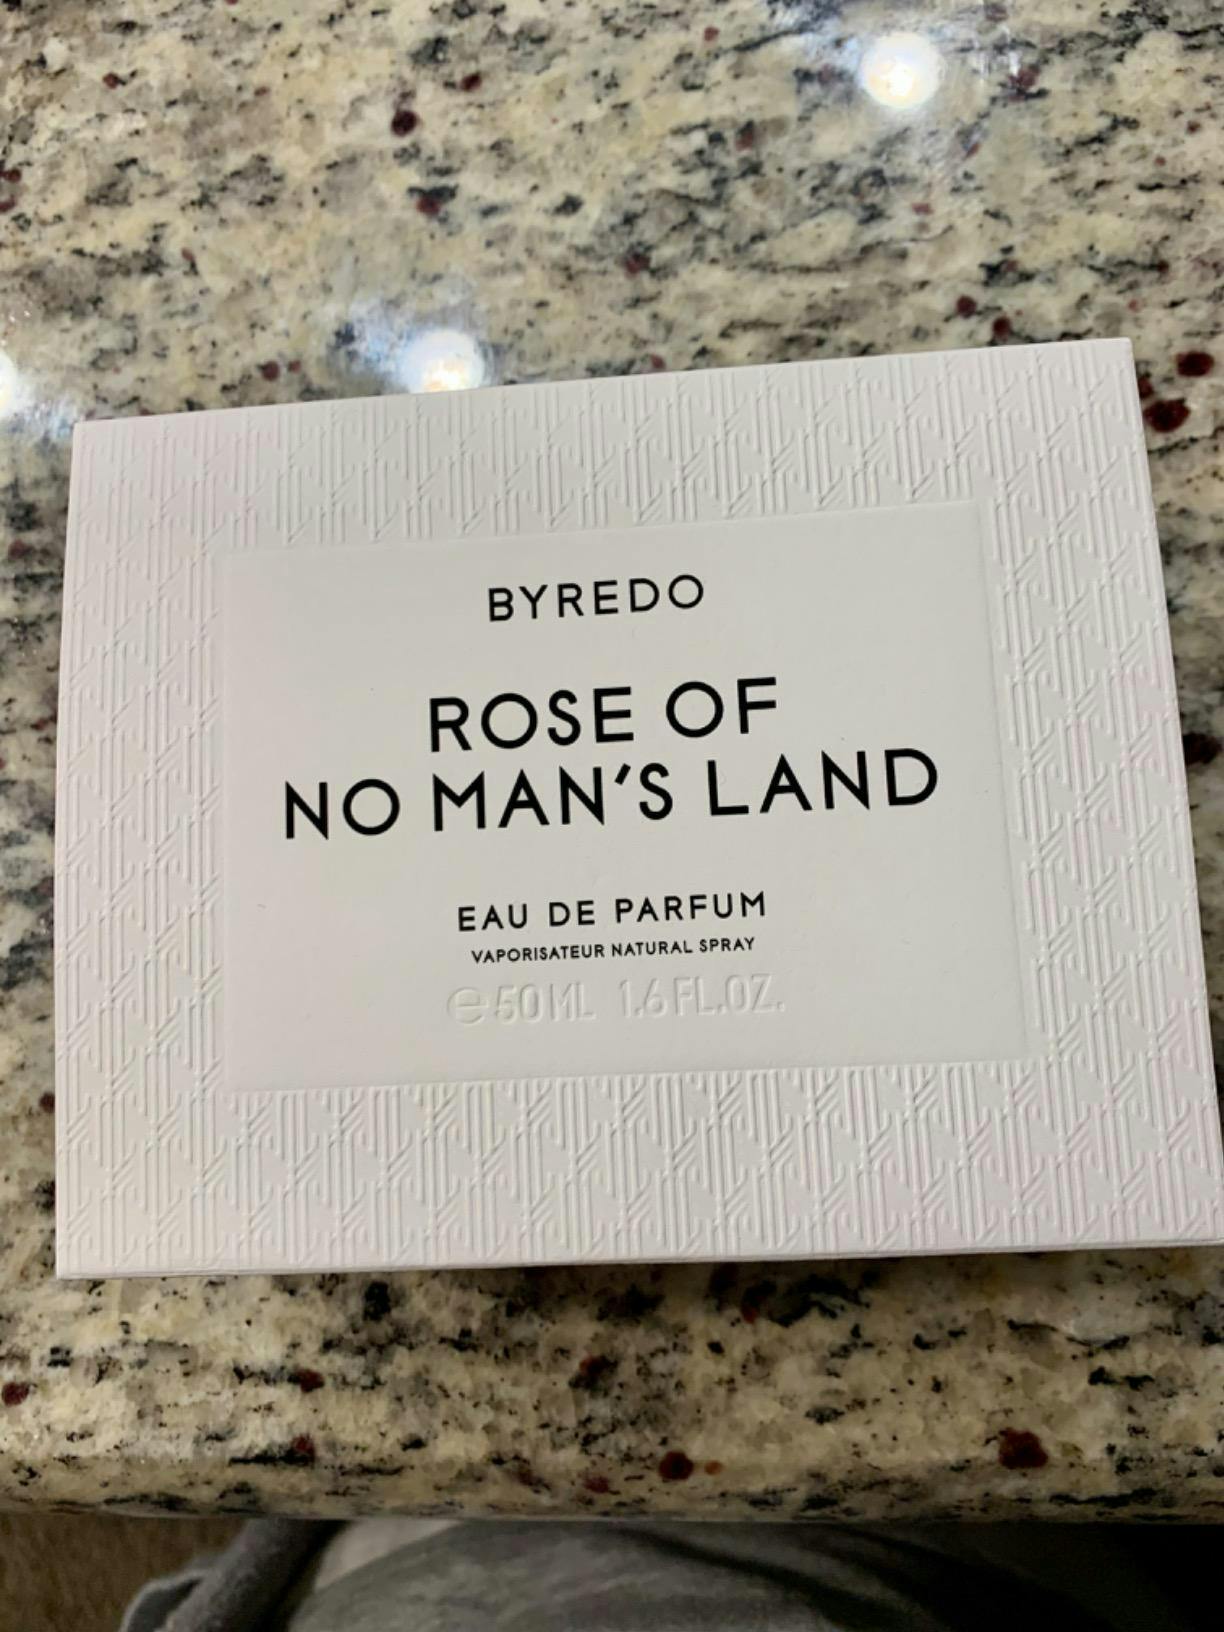 BYREDO
ROSE OF
NO MAN'S LAND
EAU DE PARFUM
VAPORISATEUR NATURAL SPRAY
℮ 50 ML 1.6 FL.OZ.